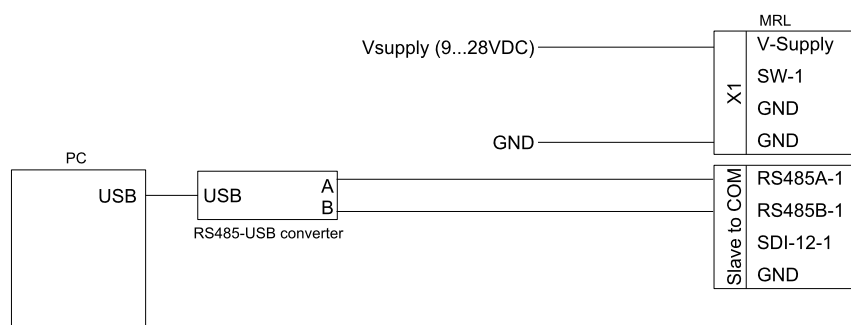 MRL
Vsupply (9...28VDC)
V-Supply
SW-1
X1
GND
GND
GND
PC
USB
USB
A
B
RS485-USB converter
Slave to COM
RS485A-1
RS485B-1
SDI-12-1
GND